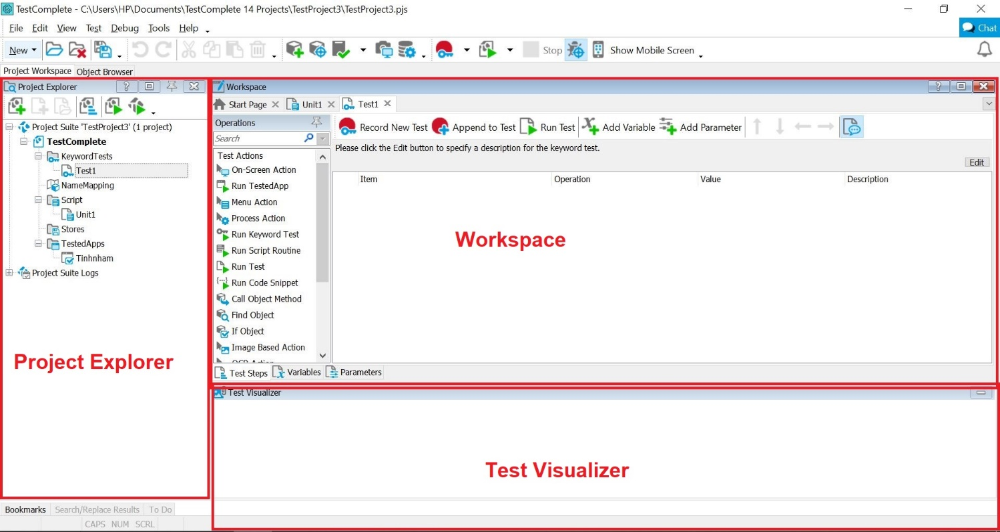 TestComplete - C:\Users\HP\Documents\TestComplete 14 Projects\TestProject3\TestProject3.pjs
File Edit View Test Debug Tools Help
Chat
New Stop Show Mobile Screen
Project Workspace Object Browser
Project Explorer
Project Suite 'TestProject3' (1 project)
TestComplete
KeywordTests
Test1
NameMapping
Script
Unit1
Stores
TestedApps
Tinhnham
Project Suite Logs
Project Explorer
Workspace
Start Page Unit1 Test1
Operations
Search
Test Actions
On-Screen Action
Run TestedApp
Menu Action
Process Action
Run Keyword Test
Run Script Routine
Run Test
Run Code Snippet
Call Object Method
Find Object
If Object
Image Based Action
Record New Test Append to Test Run Test Add Variable Add Parameter
Please click the Edit button to specify a description for the keyword test.
Edit
Item Operation Value Description
Workspace
Test Steps Variables Parameters
Test Visualizer
Test Visualizer
Bookmarks Search/Replace Results To Do
CAPS NUM SCRL